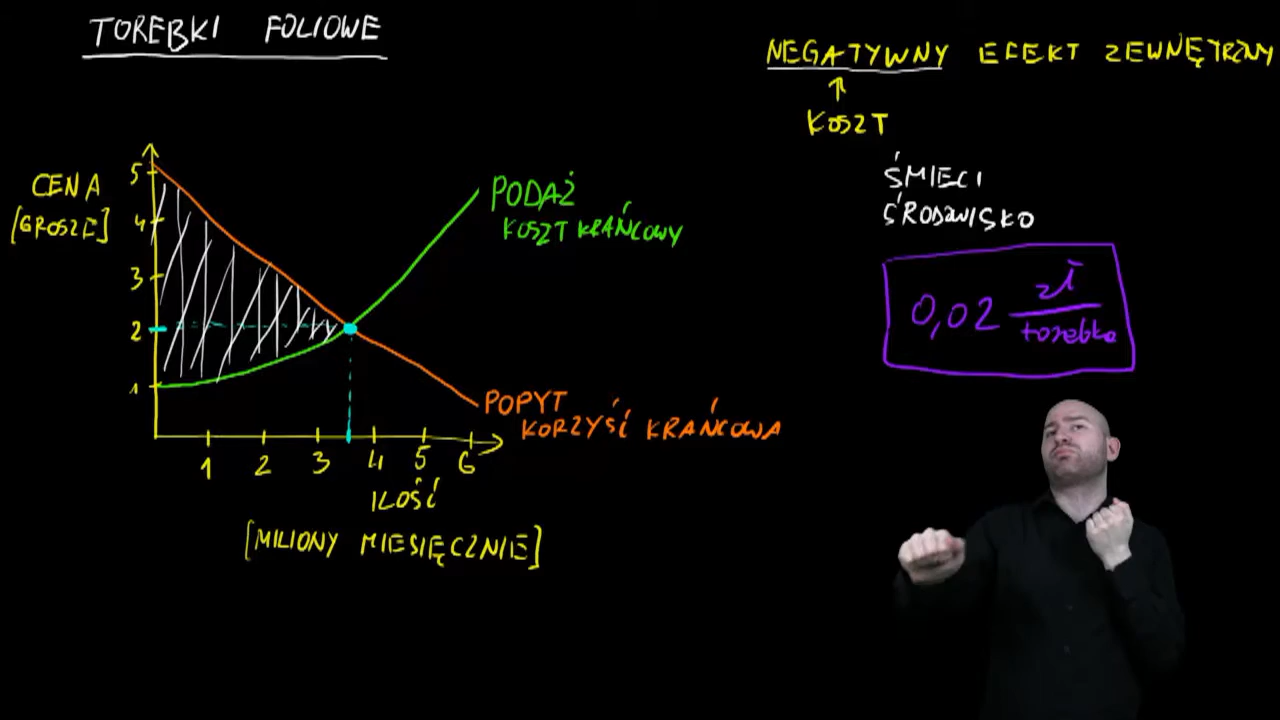 TOREBKI FOLIOWE
NEGATYWNY EFEKT ZEWNĘTRZNY
KOSZT
ŚMIECI
ŚRODOWISKO
0,02 zł/torebka
CENA
[GROSZE]
5
4
3
2
1
PODAŻ
KOSZT KRAŃCOWY
POPYT
KORZYŚĆ KRAŃCOWA
1 2 3 4 5 6
ILOŚĆ
[MILIONY MIESIĘCZNIE]